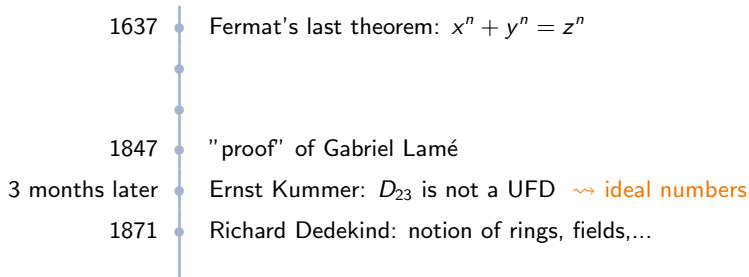 1637 Fermat's last theorem: xⁿ + yⁿ = zⁿ
1847 "proof" of Gabriel Lamé
3 months later Ernst Kummer: D₂₃ is not a UFD ⇝ ideal numbers
1871 Richard Dedekind: notion of rings, fields,...